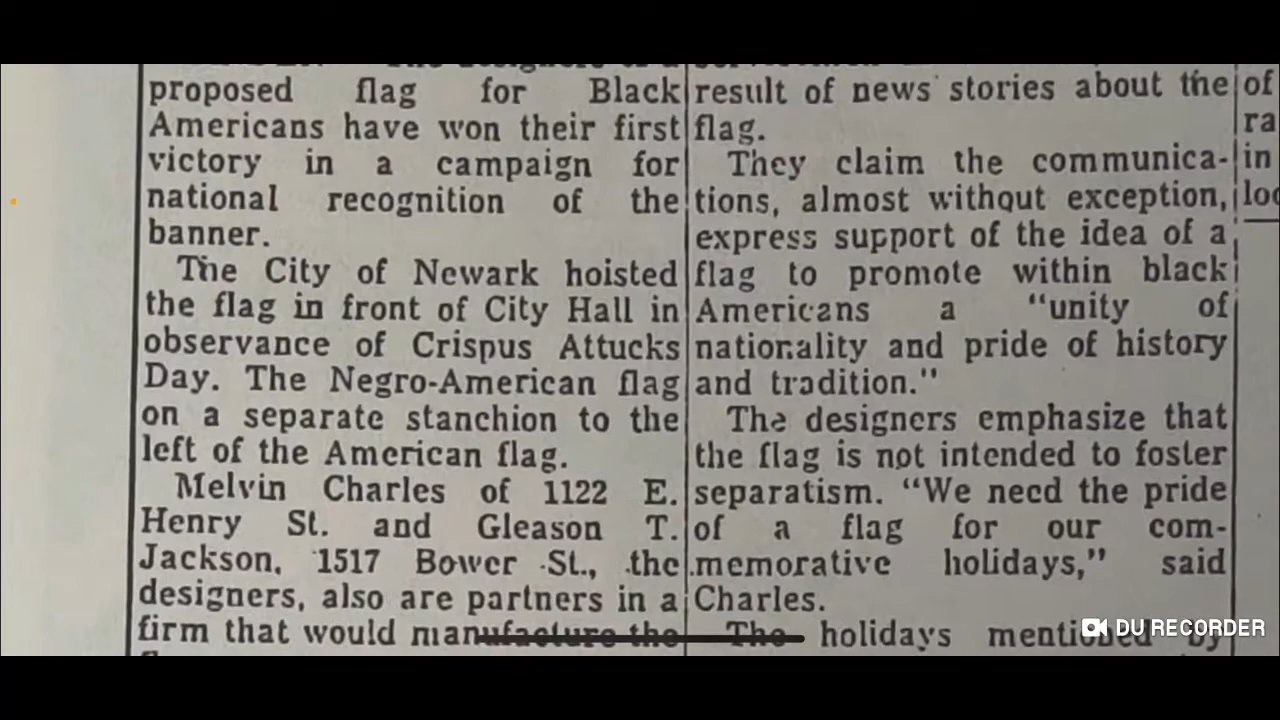 proposed flag for Black
Americans have won their first
victory in a campaign for
national recognition of the
banner.
The City of Newark hoisted
the flag in front of City Hall in
observance of Crispus Attucks
Day. The Negro-American flag
on a separate stanchion to the
left of the American flag.
Melvin Charles of 1122 E.
Henry St. and Gleason T.
Jackson, 1517 Bower St., the
designers, also are partners in a
firm that would manufacture the
result of news stories about the
flag.
They claim the communica-
tions, almost without exception,
express support of the idea of a
flag to promote within black
Americans a "unity of
nationality and pride of history
and tradition."
The designers emphasize that
the flag is not intended to foster
separatism. "We need the pride
of a flag for our com-
memorative holidays," said
Charles.
The holidays mentioned by
of
ra
in
DU RECORDER